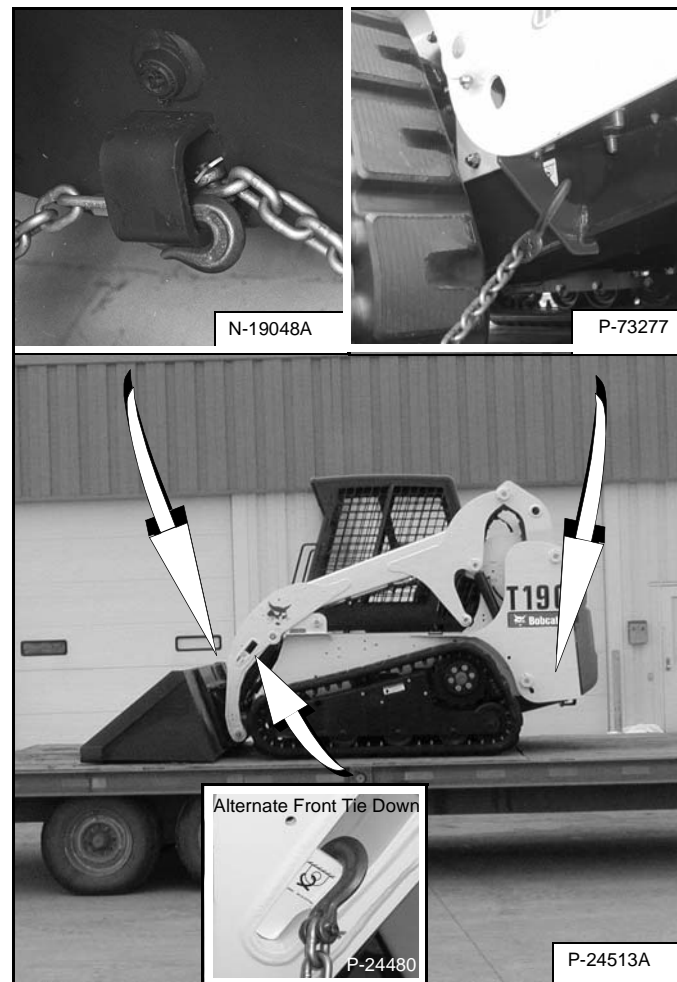 N-19048A
P-73277
T190
Bobcat
Alternate Front Tie Down
P-24480
P-24513A